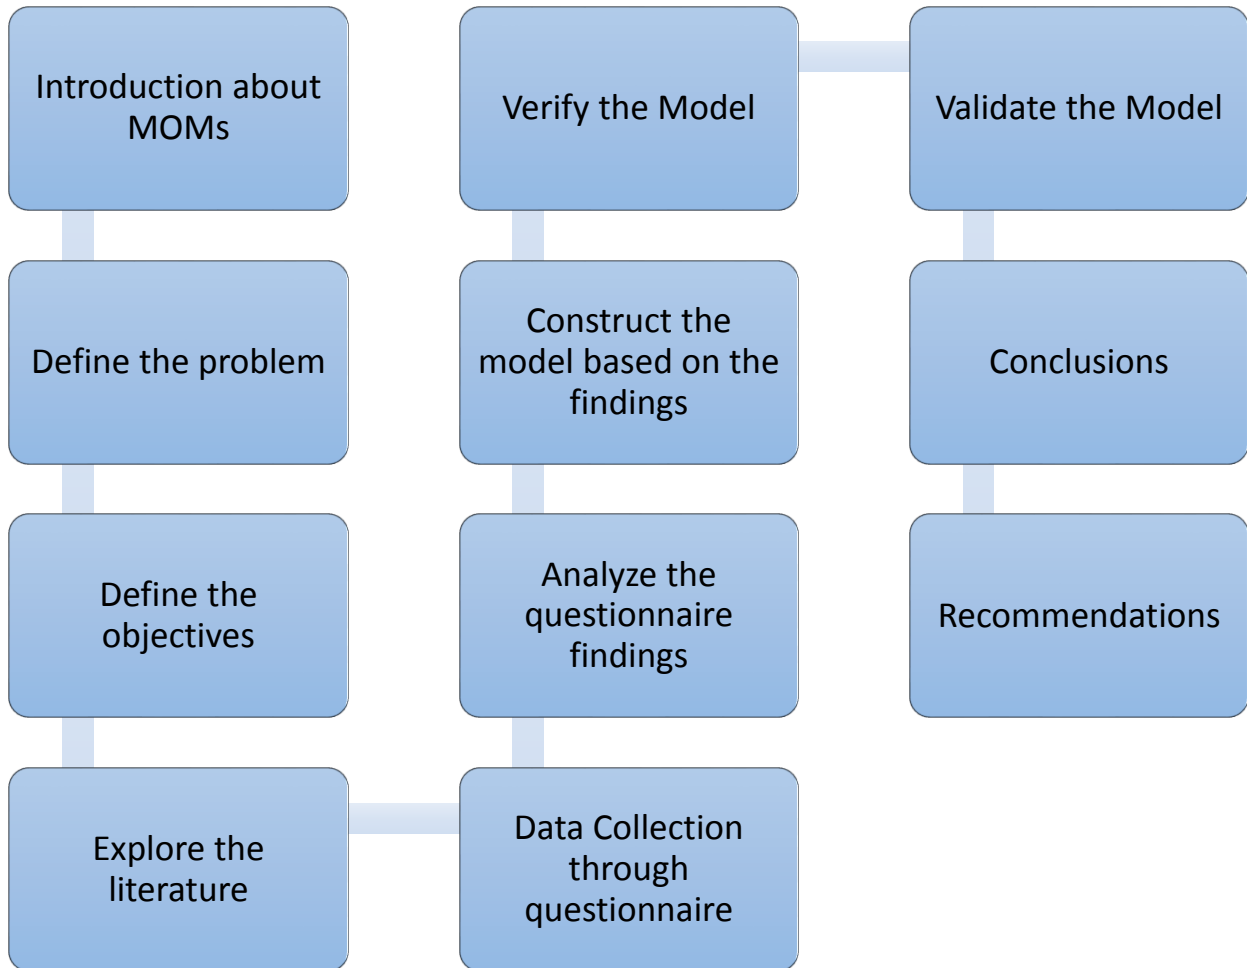 Introduction about
MOMs
Define the problem
Define the
objectives
Explore the
literature
Data Collection
through
questionnaire
Analyze the
questionnaire
findings
Construct the
model based on the
findings
Verify the Model
Validate the Model
Conclusions
Recommendations